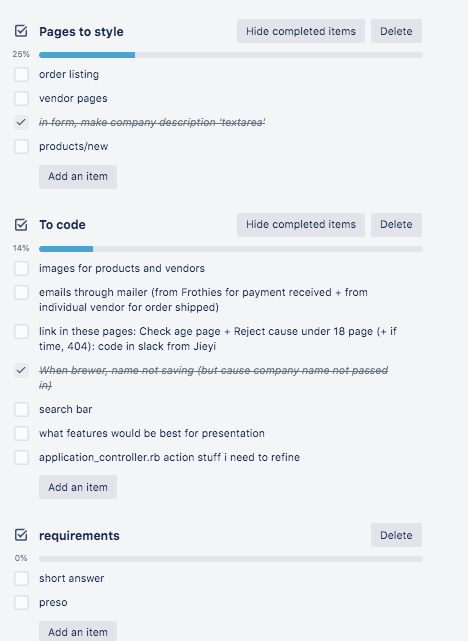 Pages to style
Hide completed items
Delete
25%
order listing
vendor pages
in form, make company description 'textarea'
products/new
Add an item
To code
Hide completed items
Delete
14%
images for products and vendors
emails through mailer (from Frothies for payment received + from
individual vendor for order shipped)
link in these pages: Check age page + Reject cause under 18 page (+ if
time, 404): code in slack from Jieyi
When brewer, name not saving (but cause company name not passed
in)
search bar
what features would be best for presentation
application_controller.rb action stuff i need to refine
Add an item
requirements
Delete
0%
short answer
preso
Add an item